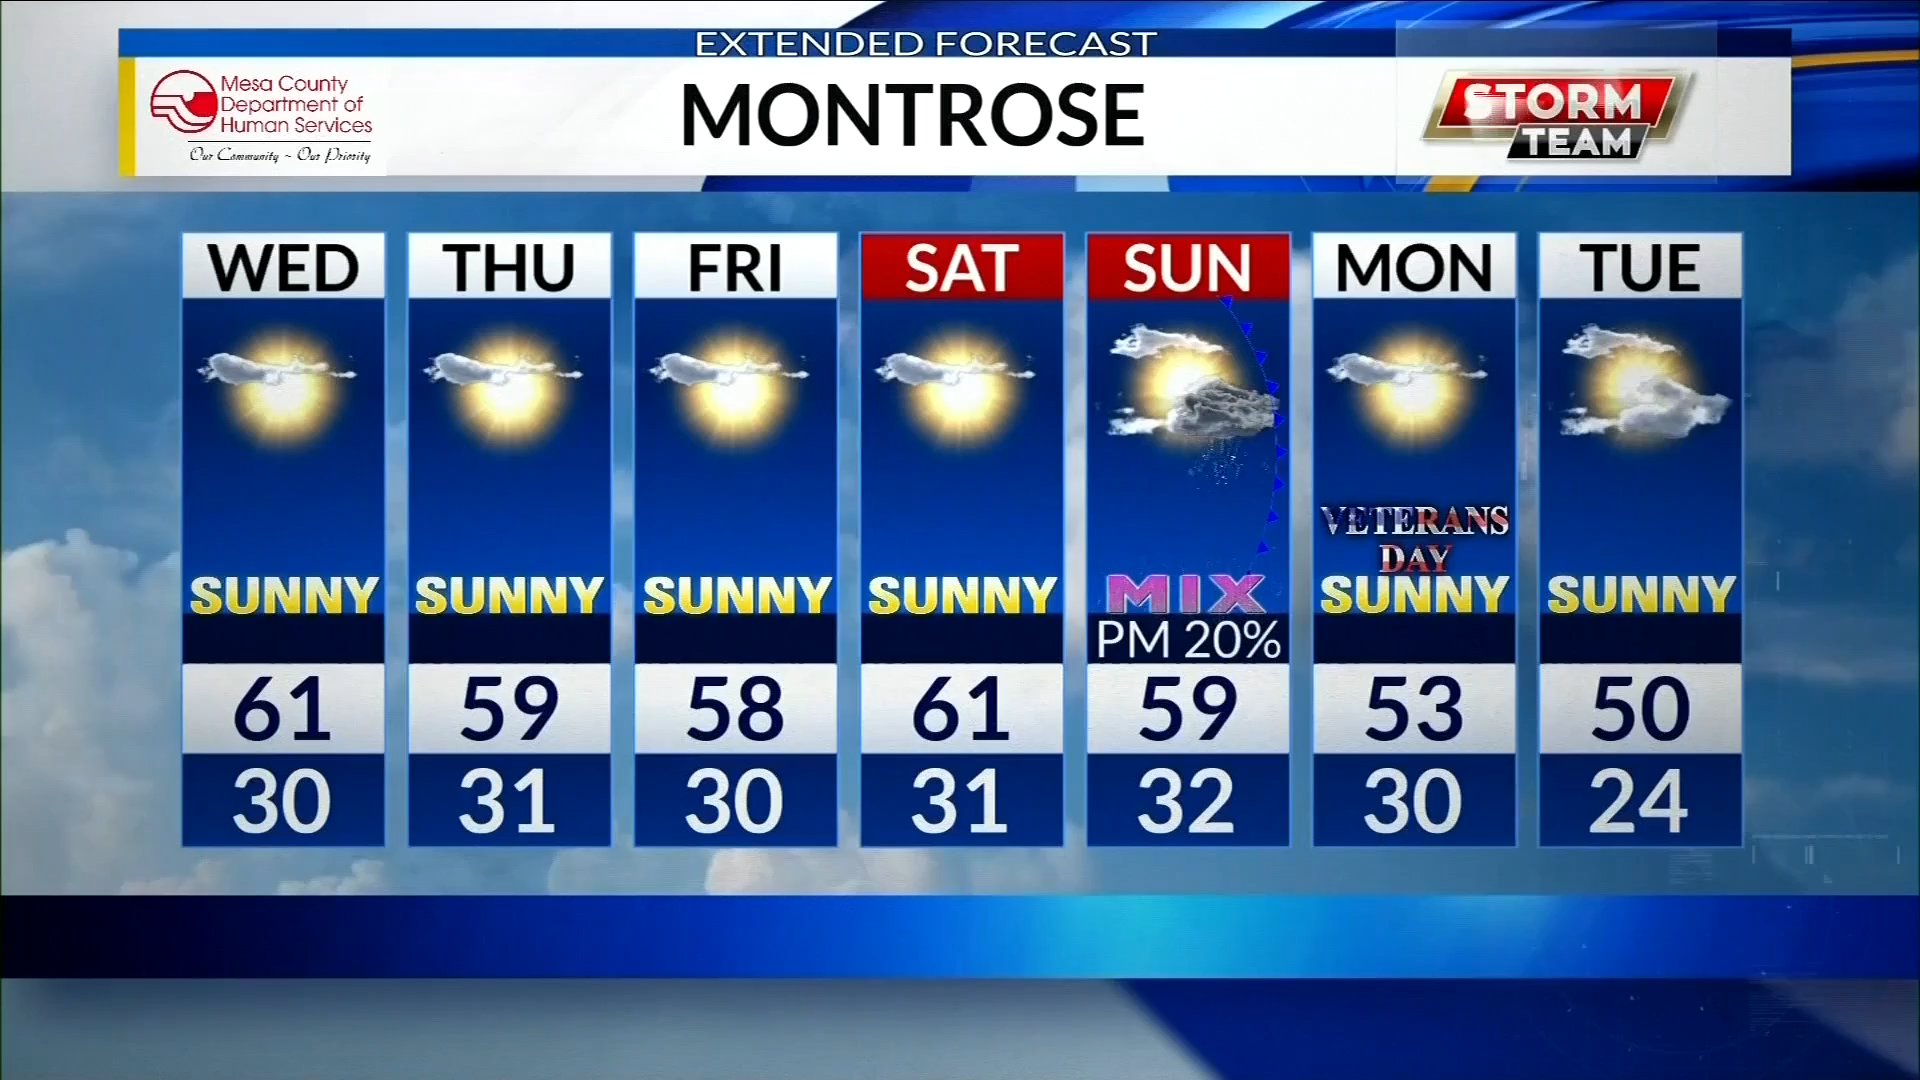 EXTENDED FORECAST
Mesa County
Department of
Human Services
Our Community ~ Our Priority
MONTROSE
STORM
TEAM
WED THU FRI SAT SUN MON TUE
VETERANS
DAY
SUNNY SUNNY SUNNY SUNNY MIX SUNNY SUNNY
PM 20%
61 59 58 61 59 53 50
30 31 30 31 32 30 24